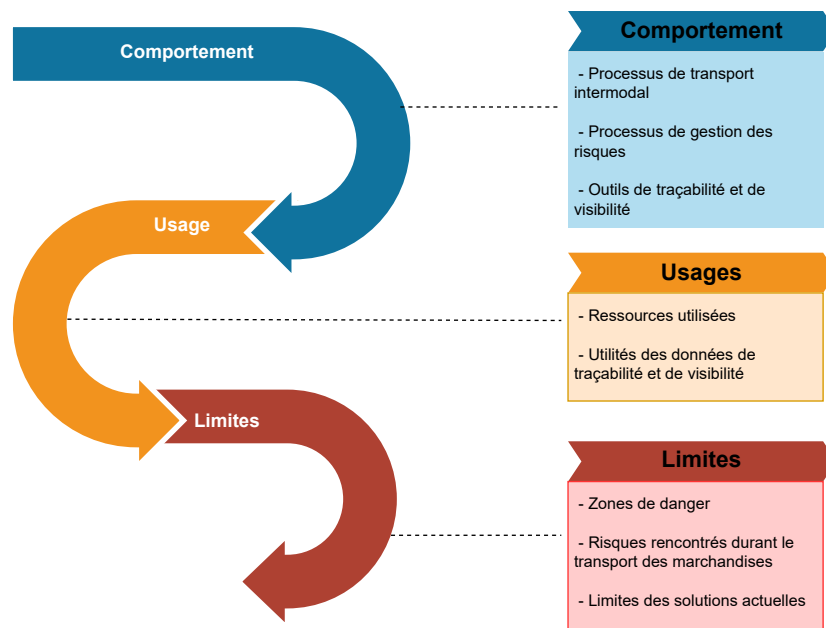 Comportement
Comportement
- Processus de transport
intermodal
- Processus de gestion des
risques
- Outils de traçabilité et de
visibilité
Usage
Usages
- Ressources utilisées
- Utilités des données de
traçabilité et de visibilité
Limites
Limites
- Zones de danger
- Risques rencontrés durant le
transport des marchandises
- Limites des solutions actuelles